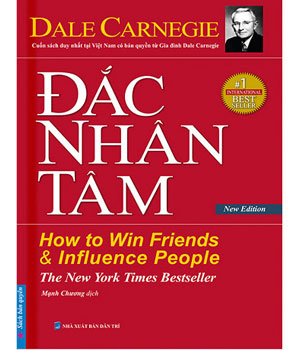 DALE CARNEGIE
Cuốn sách duy nhất tại Việt Nam có bản quyền từ Gia đình Dale Carnegie
#1
INTERNATIONAL
BEST
SELLER
ĐẮC
NHÂN
TÂM
New Edition
How to Win Friends
& Influence People
The New York Times Bestseller
Mạnh Chương dịch
Sách bản quyền
NHÀ XUẤT BẢN DÂN TRÍ